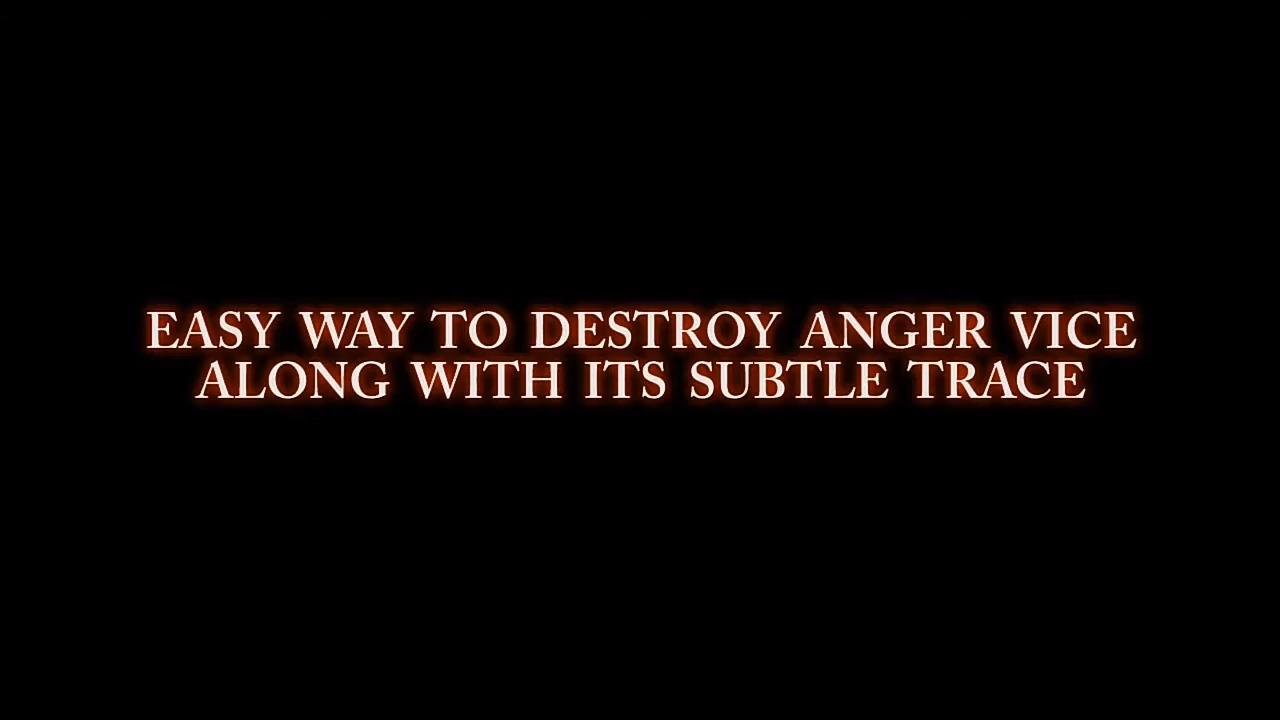 EASY WAY TO DESTROY ANGER VICE
ALONG WITH ITS SUBTLE TRACE